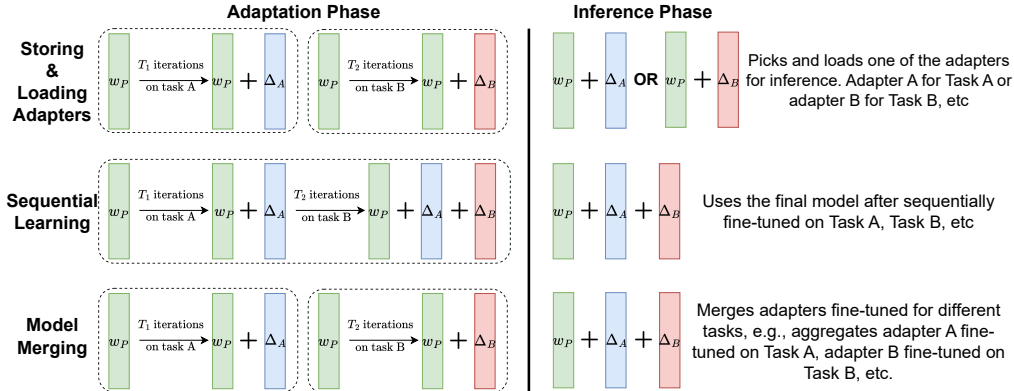 Adaptation Phase
Inference Phase
Storing
&
Loading
Adapters
w_P
T_1 iterations
on task A
w_P + Δ_A
w_P
T_2 iterations
on task B
w_P + Δ_B
w_P + Δ_A OR w_P + Δ_B
Picks and loads one of the adapters
for inference. Adapter A for Task A or
adapter B for Task B, etc
Sequential
Learning
w_P
T_1 iterations
on task A
w_P + Δ_A
T_2 iterations
on task B
w_P + Δ_A + Δ_B
w_P + Δ_A + Δ_B
Uses the final model after sequentially
fine-tuned on Task A, Task B, etc
Model
Merging
w_P
T_1 iterations
on task A
w_P + Δ_A
w_P
T_2 iterations
on task B
w_P + Δ_B
w_P + Δ_A + Δ_B
Merges adapters fine-tuned for different
tasks, e.g., aggregates adapter A fine-
tuned on Task A, adapter B fine-tuned on
Task B, etc.